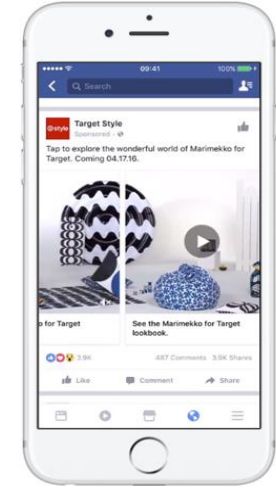 09:41
100%
Search
@style
Target Style
Sponsored
Tap to explore the wonderful world of Marimekko for
Target. Coming 04.17.16.
o for Target
See the Marimekko for Target
lookbook.
3.9K
487 Comments 3.9K Shares
Like
Comment
Share